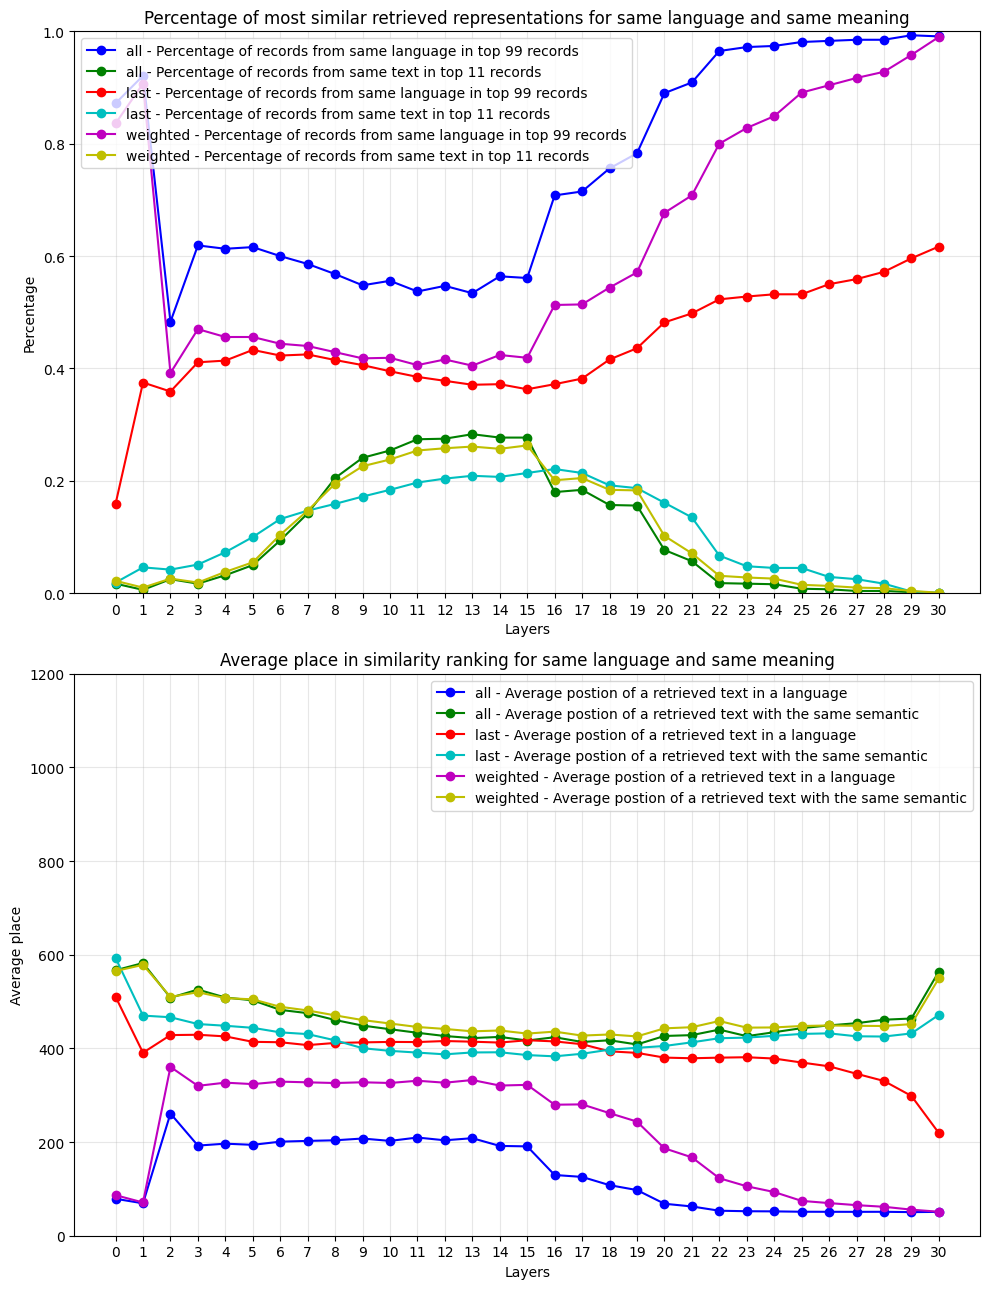 Percentage of most similar retrieved representations for same language and same meaning
1.0
0.8
0.6
0.4
0.2
0.0
Percentage
all - Percentage of records from same language in top 99 records
all - Percentage of records from same text in top 11 records
last - Percentage of records from same language in top 99 records
last - Percentage of records from same text in top 11 records
weighted - Percentage of records from same language in top 99 records
weighted - Percentage of records from same text in top 11 records
0 1 2 3 4 5 6 7 8 9 10 11 12 13 14 15 16 17 18 19 20 21 22 23 24 25 26 27 28 29 30
Layers
Average place in similarity ranking for same language and same meaning
1200
1000
800
600
400
200
0
Average place
all - Average postion of a retrieved text in a language
all - Average postion of a retrieved text with the same semantic
last - Average postion of a retrieved text in a language
last - Average postion of a retrieved text with the same semantic
weighted - Average postion of a retrieved text in a language
weighted - Average postion of a retrieved text with the same semantic
0 1 2 3 4 5 6 7 8 9 10 11 12 13 14 15 16 17 18 19 20 21 22 23 24 25 26 27 28 29 30
Layers